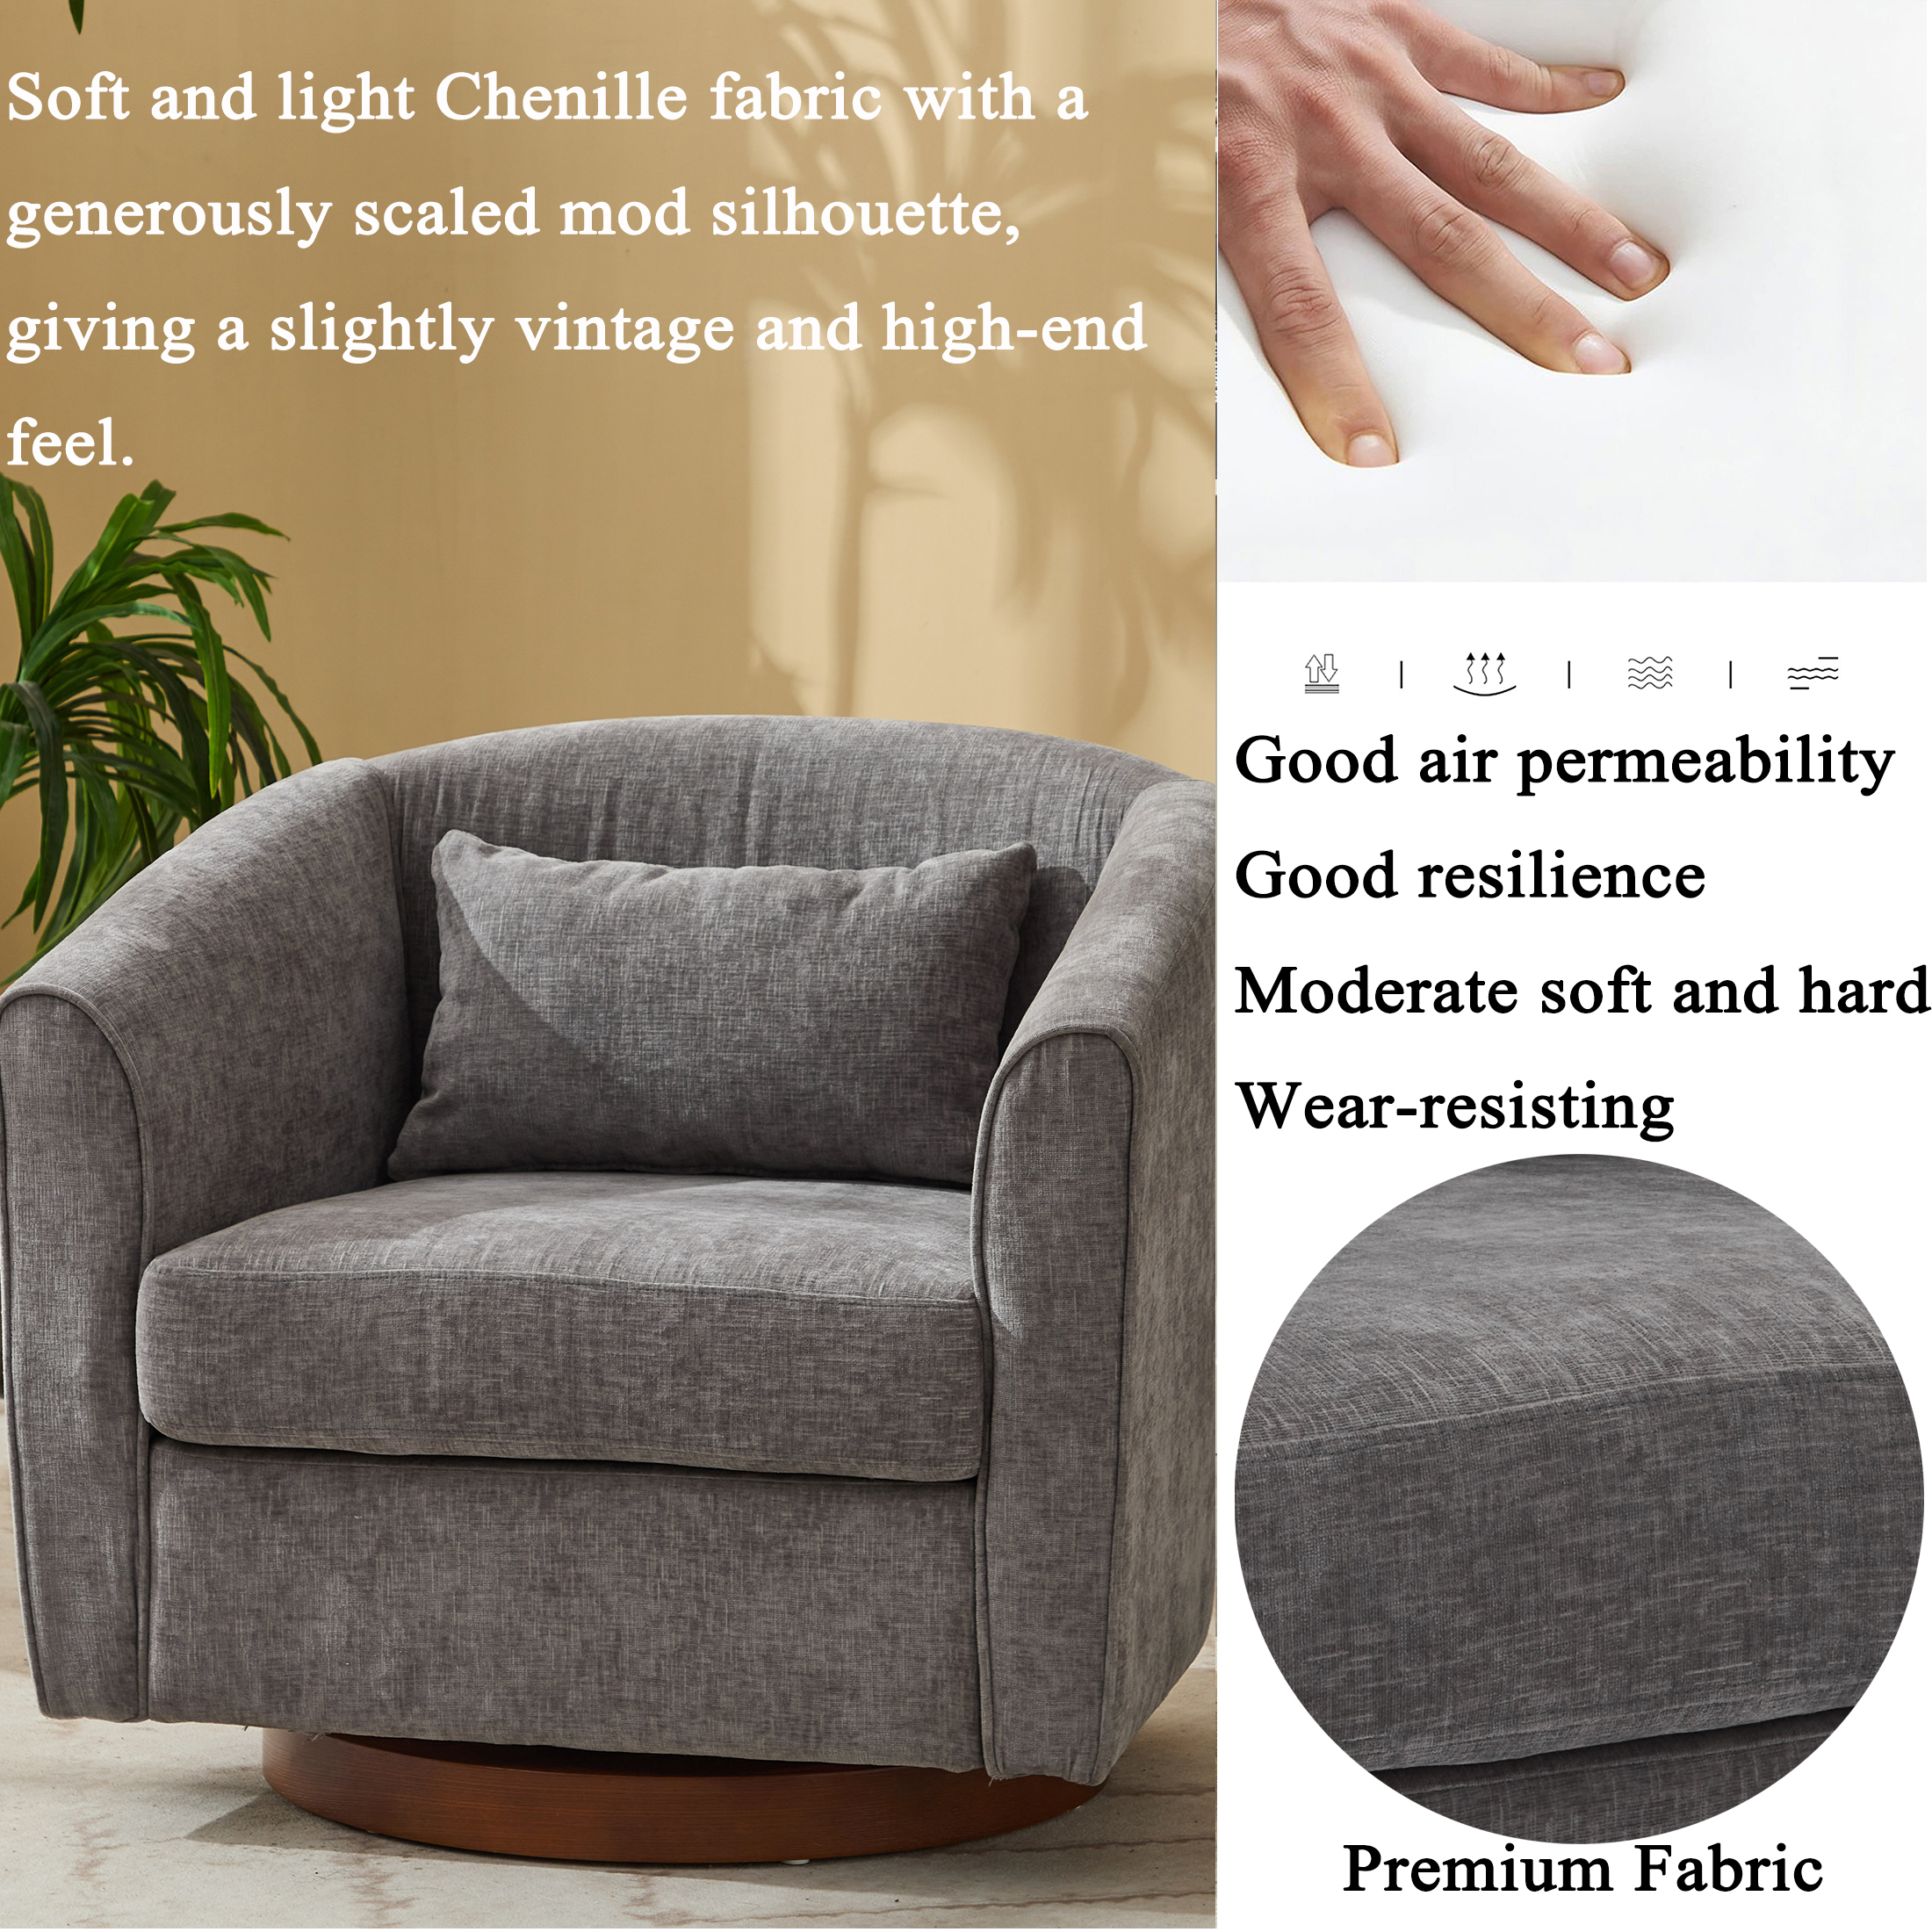 Soft and light Chenille fabric with a
generously scaled mod silhouette,
giving a slightly vintage and high-end
feel.
Good air permeability
Good resilience
Moderate soft and hard
Wear-resisting
Premium Fabric